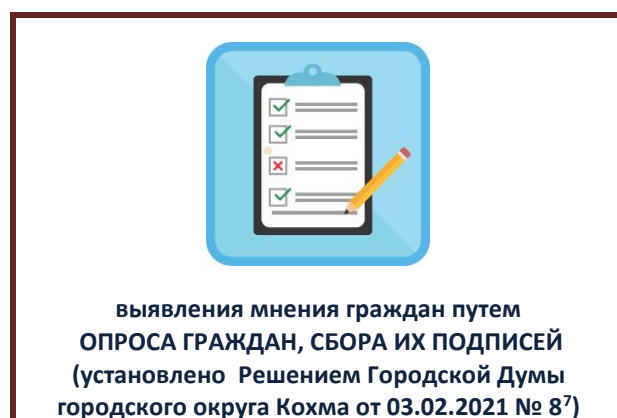 выявления мнения граждан путем
ОПРОСА ГРАЖДАН, СБОРА ИХ ПОДПИСЕЙ
(установлено Решением Городской Думы
городского округа Кохма от 03.02.2021 № 8⁷)